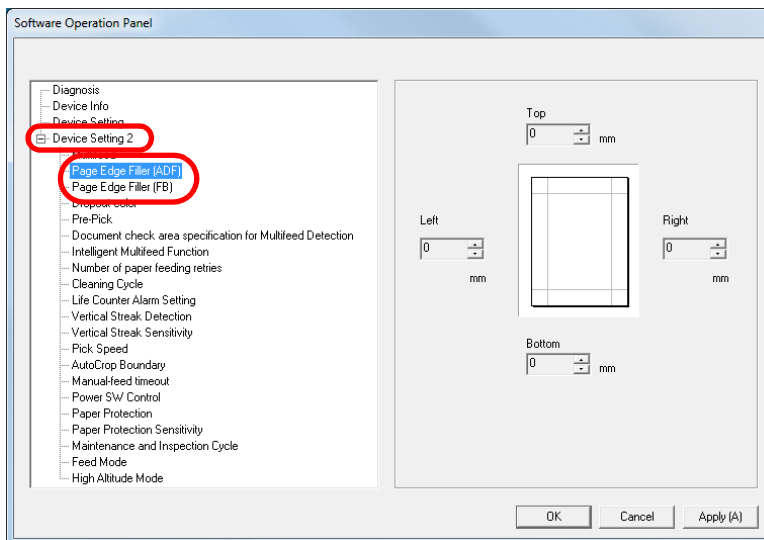 Software Operation Panel
Diagnosis
Device Info
Device Setting
Device Setting 2
Multifeed
Page Edge Filler (ADF)
Page Edge Filler (FB)
Dropout color
Pre-Pick
Document check area specification for Multifeed Detection
Intelligent Multifeed Function
Number of paper feeding retries
Cleaning Cycle
Life Counter Alarm Setting
Vertical Streak Detection
Vertical Streak Sensitivity
Pick Speed
AutoCrop Boundary
Manual-feed timeout
Power SW Control
Paper Protection
Paper Protection Sensitivity
Maintenance and Inspection Cycle
Feed Mode
High Altitude Mode
Top
0 mm
Left
0
mm
Right
0
mm
Bottom
0 mm
OK Cancel Apply (A)